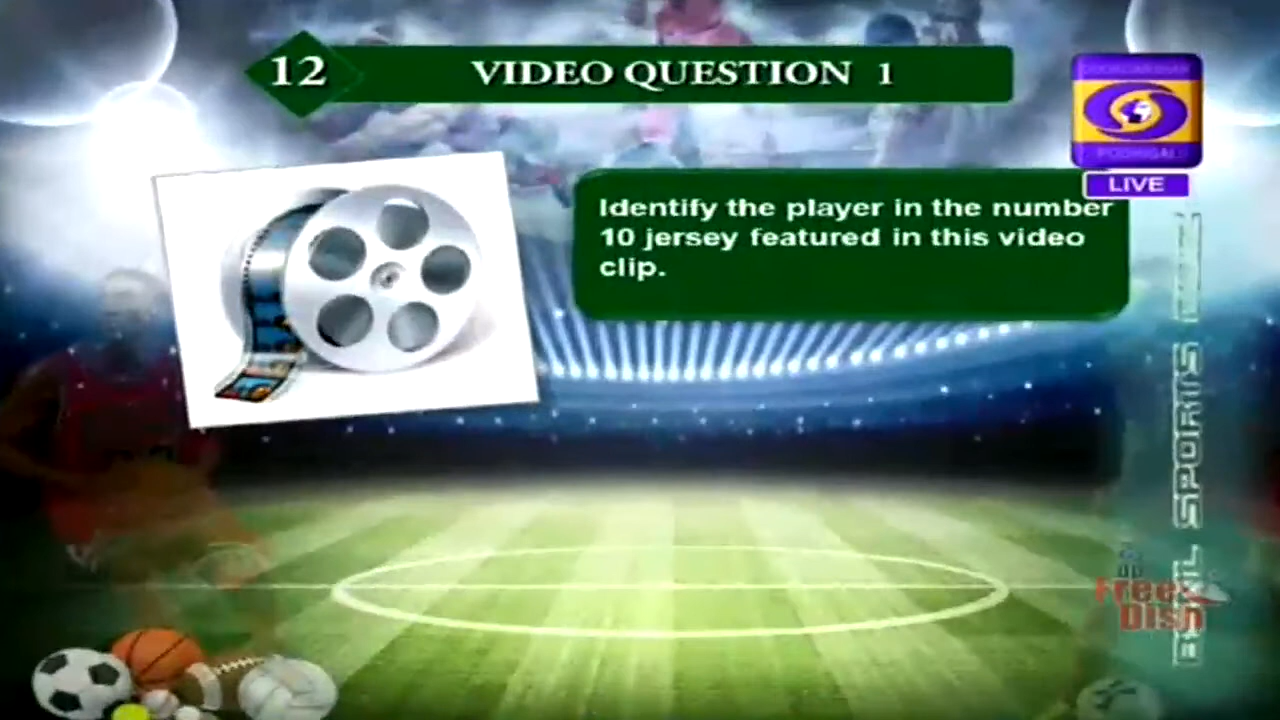 12
VIDEO QUESTION 1
DOORDARSHAN
PODHIGAI
LIVE
Identify the player in the number
10 jersey featured in this video
clip.
SPORTS
Free
Dish